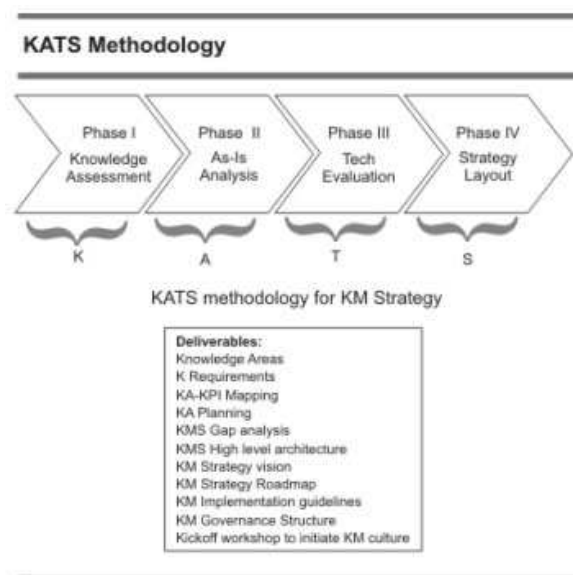 KATS Methodology
Phase I
Knowledge
Assessment
Phase II
As-Is
Analysis
Phase III
Tech
Evaluation
Phase IV
Strategy
Layout
K
A
T
S
KATS methodology for KM Strategy
Deliverables:
Knowledge Areas
K Requirements
KA-KPI Mapping
KA Planning
KMS Gap analysis
KMS High level architecture
KM Strategy vision
KM Strategy Roadmap
KM Implementation guidelines
KM Governance Structure
Kickoff workshop to initiate KM culture